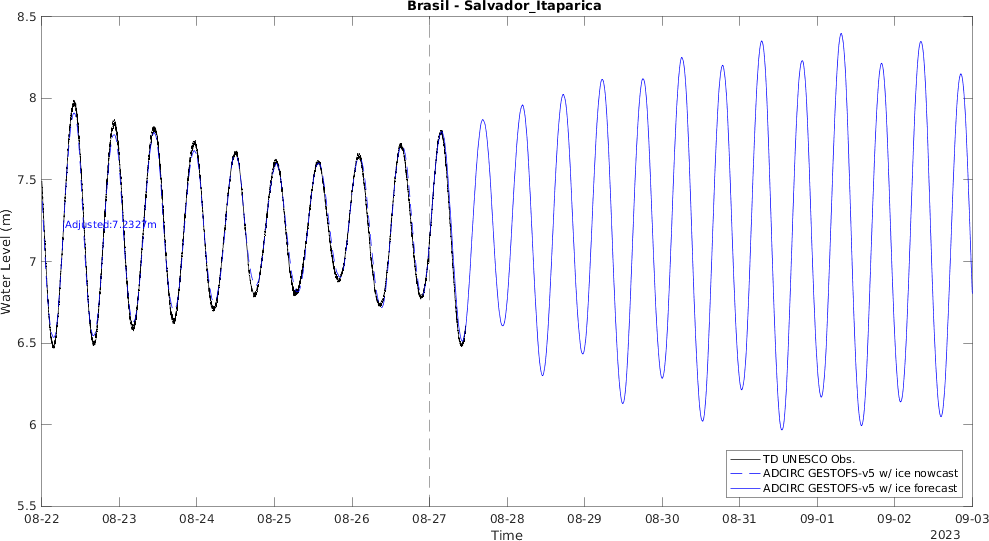 Brasil - Salvador_Itaparica
8.5
8
7.5
7
6.5
6
5.5
Water Level (m)
Adjusted:7.2327m
TD UNESCO Obs.
ADCIRC GESTOFS-v5 w/ ice nowcast
ADCIRC GESTOFS-v5 w/ ice forecast
08-22 08-23 08-24 08-25 08-26 08-27 08-28 08-29 08-30 08-31 09-01 09-02 09-03
Time
2023